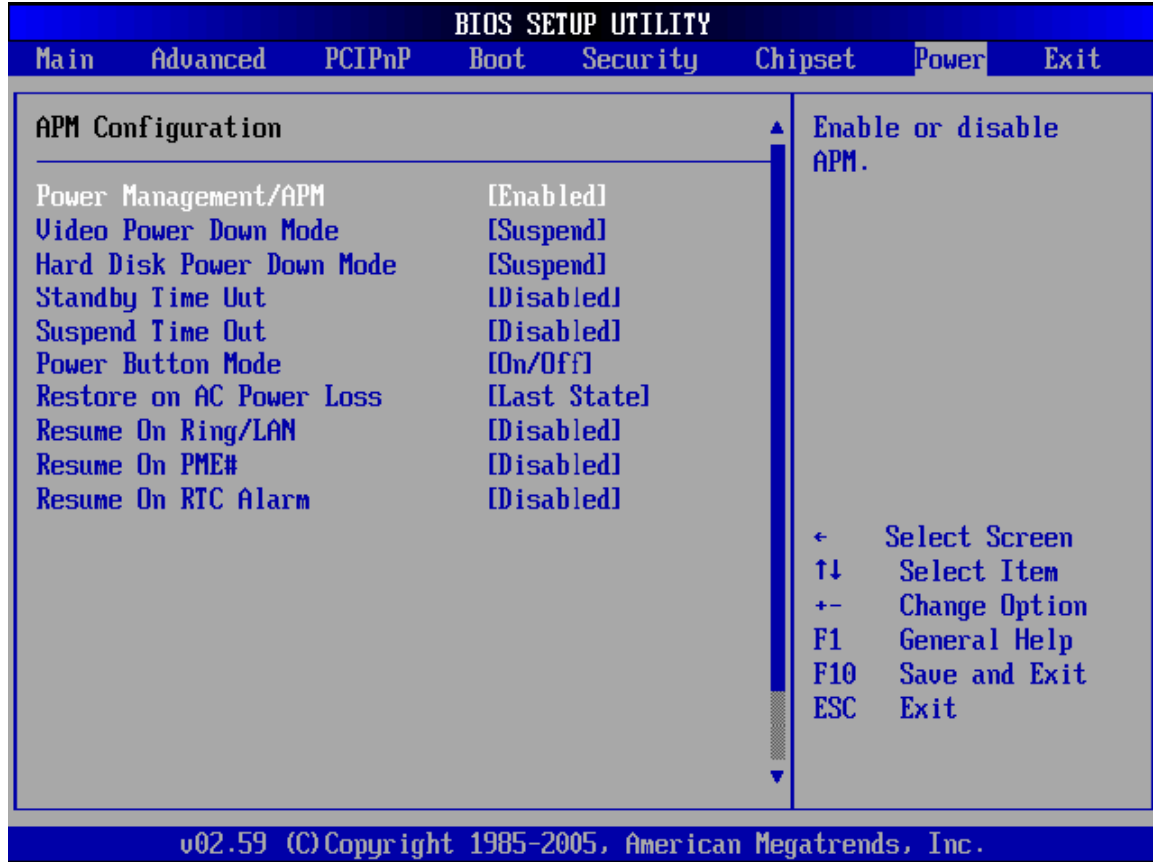 BIOS SETUP UTILITY
Main Advanced PCIPnP Boot Security Chipset Power Exit
APM Configuration
Power Management/APM [Enabled]
Video Power Down Mode [Suspend]
Hard Disk Power Down Mode [Suspend]
Standby Time Out [Disabled]
Suspend Time Out [Disabled]
Power Button Mode [On/Off]
Restore on AC Power Loss [Last State]
Resume On Ring/LAN [Disabled]
Resume On PME# [Disabled]
Resume On RTC Alarm [Disabled]
Enable or disable
APM.
← Select Screen
↑↓ Select Item
+- Change Option
F1 General Help
F10 Save and Exit
ESC Exit
v02.59 (C)Copyright 1985-2005, American Megatrends, Inc.